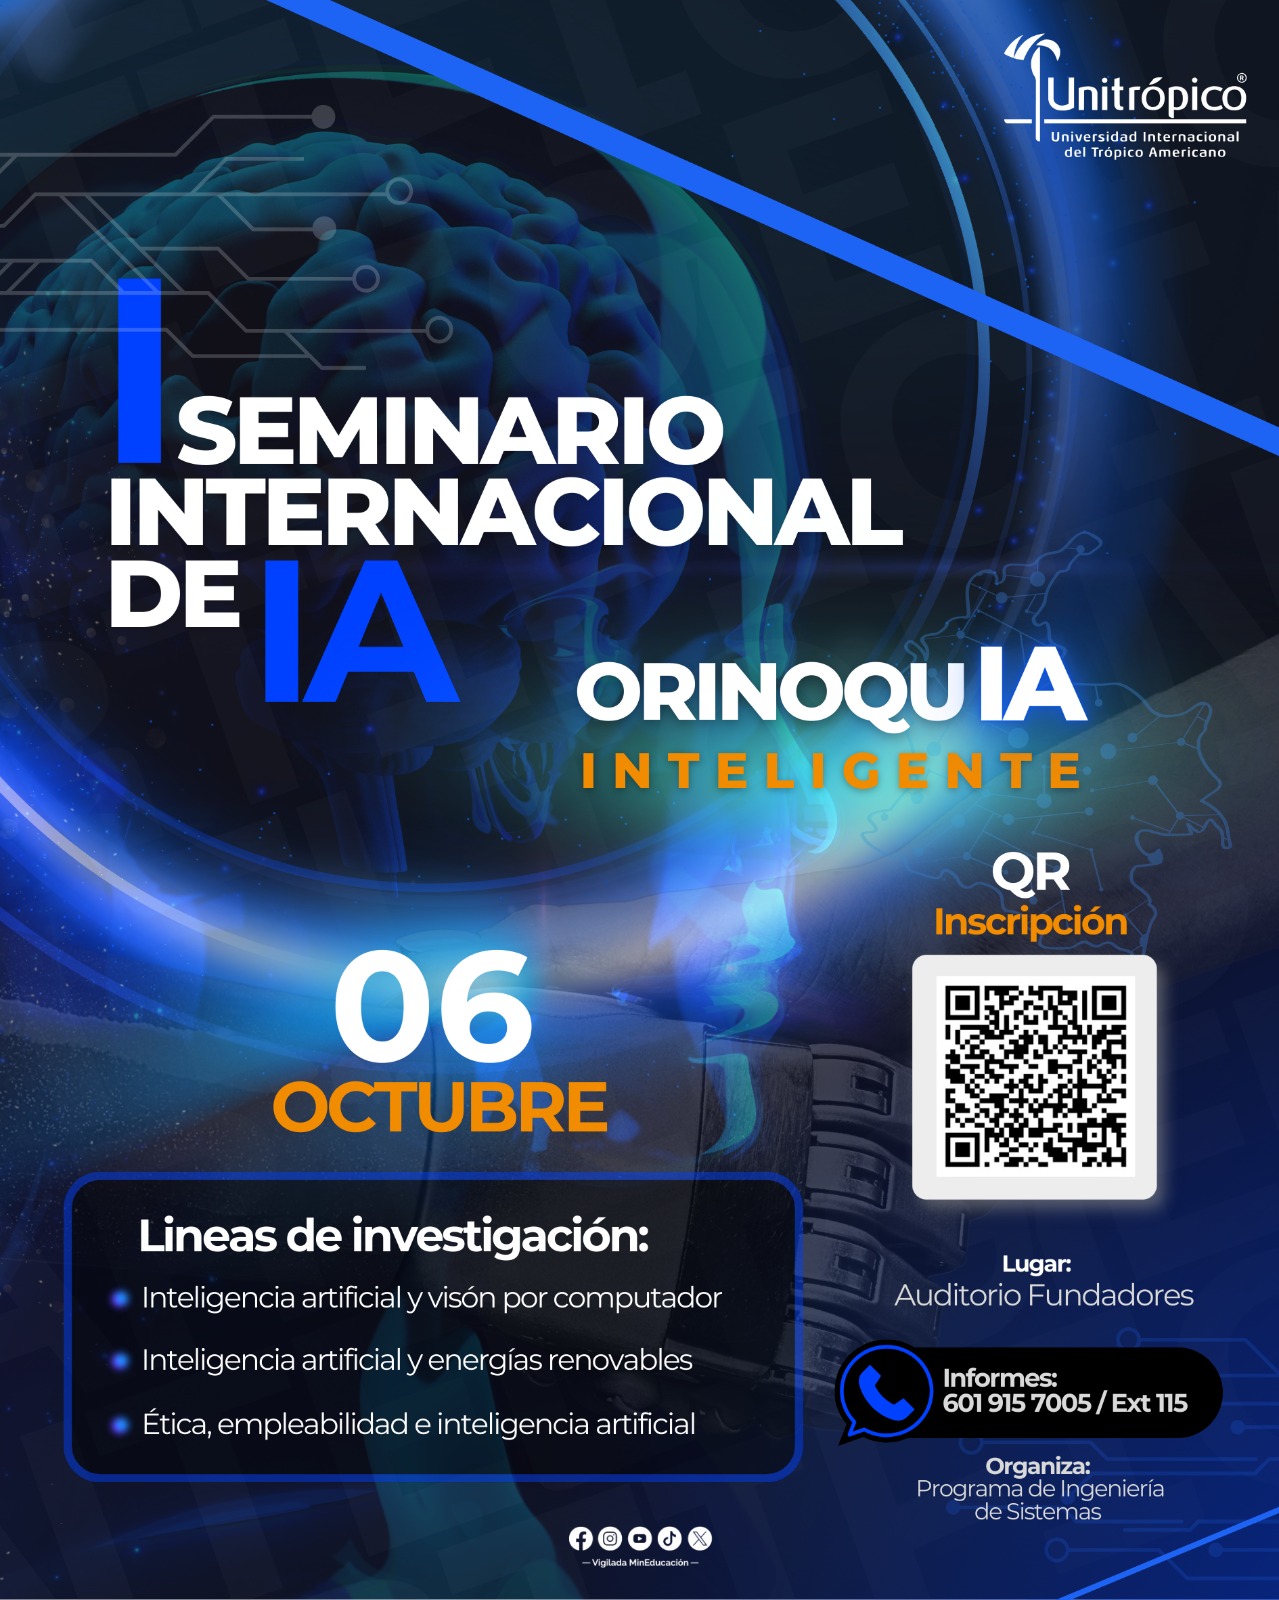 Unitrópico®
Universidad Internacional
del Trópico Americano
I SEMINARIO
INTERNACIONAL
DE IA
ORINOQUIA
INTELIGENTE
QR
Inscripción
06
OCTUBRE
Lineas de investigación:
Inteligencia artificial y visón por computador
Inteligencia artificial y energías renovables
Ética, empleabilidad e inteligencia artificial
Lugar:
Auditorio Fundadores
Informes:
601 915 7005 / Ext 115
Organiza:
Programa de Ingeniería
de Sistemas
— Vigilada MinEducación —